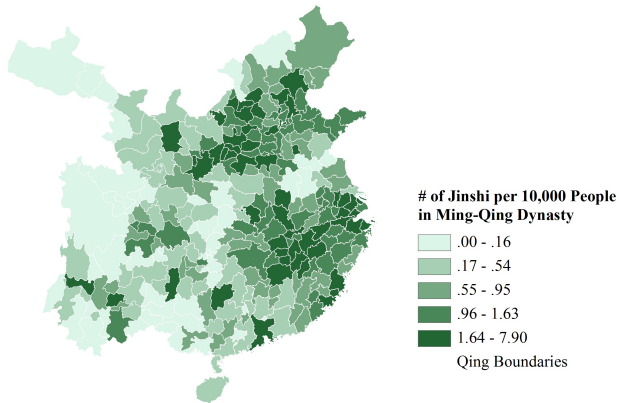 # of Jinshi per 10,000 People
in Ming-Qing Dynasty
.00 - .16
.17 - .54
.55 - .95
.96 - 1.63
1.64 - 7.90
Qing Boundaries